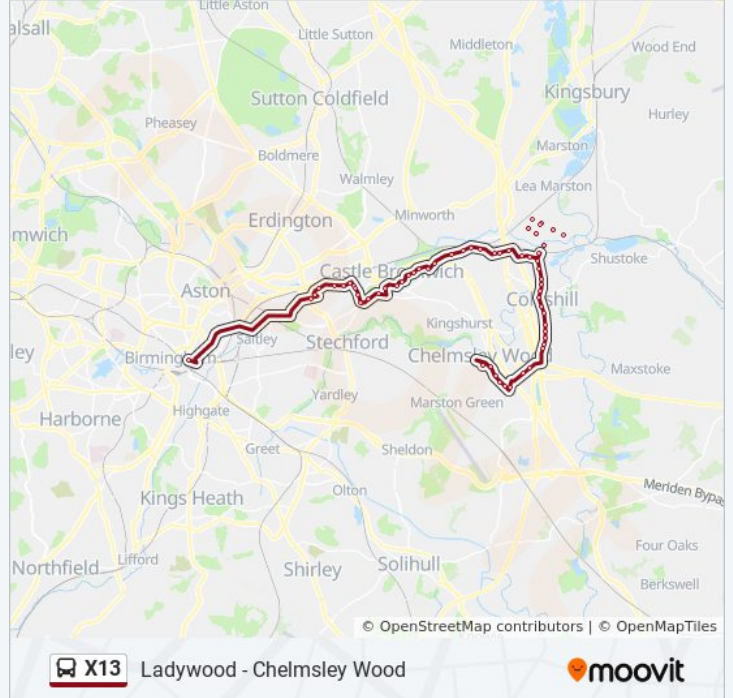 Little Aston
alsall
Little Sutton
Middleton
Wood End
Sutton Coldfield
Kingsbury
Hurley
Pheasey
Marston
Boldmere
Walmley
Lea Marston
Minworth
Erdington
mwich
Shustoke
Castle Bromwich
Aston
Coleshill
Kingshurst
Saltley
Stechford
ley
Birmingham
Chelmsley Wood
Maxstoke
Yardley
Highgate
Marston Green
Harborne
Greet
Sheldon
Olton
Meriden Bypas
Kings Heath
Four Oaks
Lifford
Northfield
Shirley
Solihull
Berkswell
© OpenStreetMap contributors | © OpenMapTiles
X13 Ladywood - Chelmsley Wood
moovit